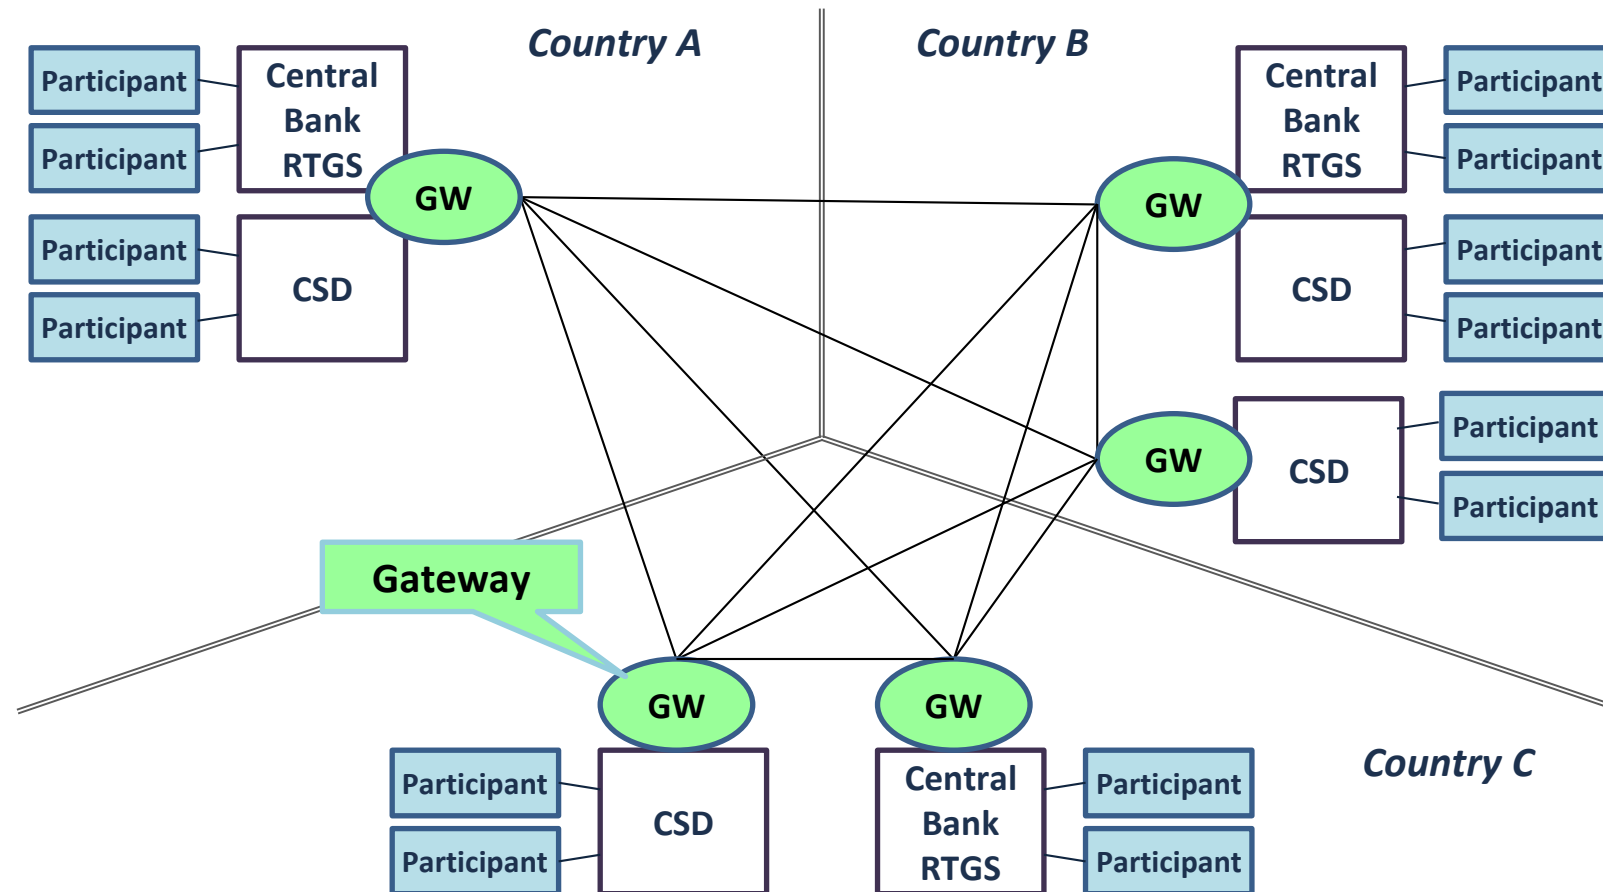 Country A
Participant
Participant
Central
Bank
RTGS
GW
Participant
Participant
CSD
Country B
Central
Bank
RTGS
Participant
Participant
GW
CSD
Participant
Participant
GW
CSD
Participant
Participant
Gateway
GW
GW
Country C
Participant
Participant
CSD
Central
Bank
RTGS
Participant
Participant